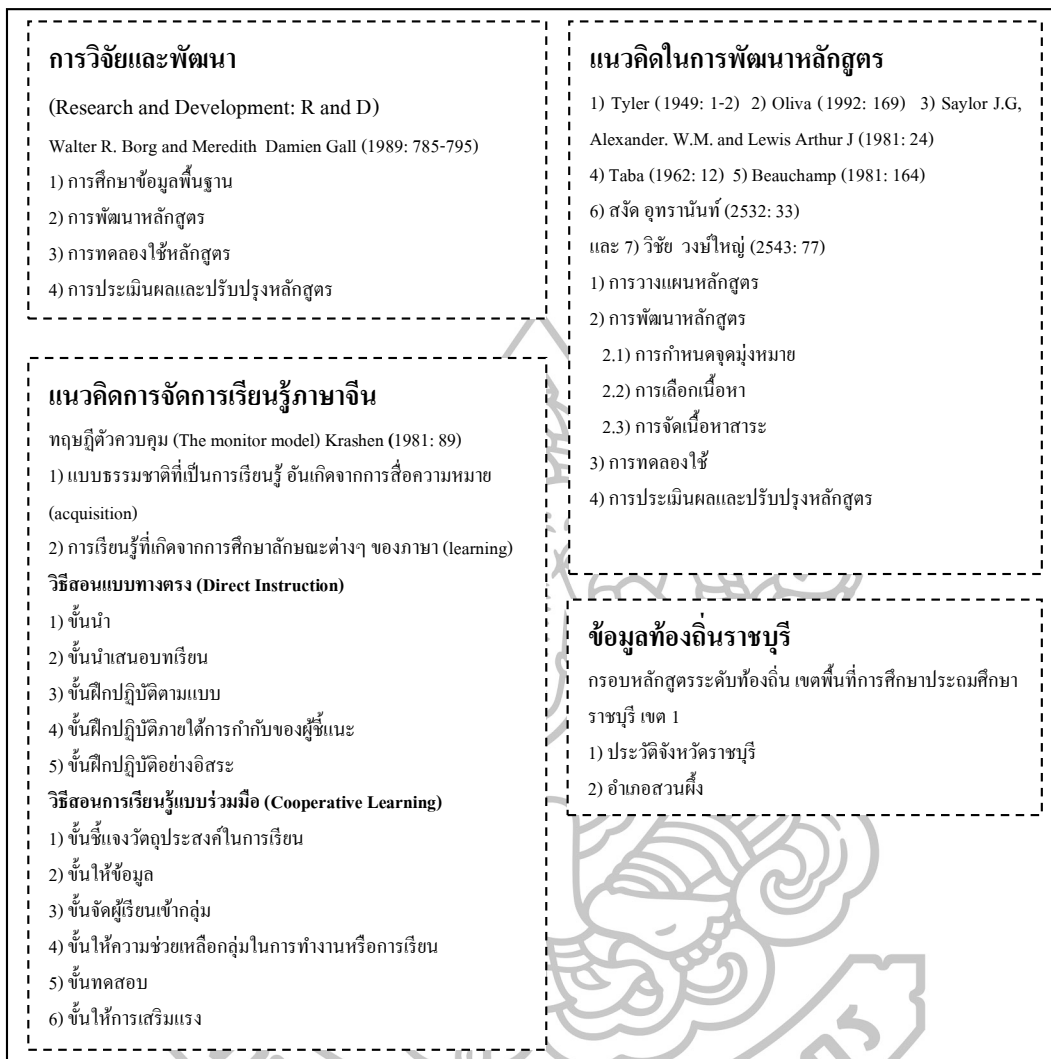 การวิจัยและพัฒนา
(Research and Development: R and D)
Walter R. Borg and Meredith Damien Gall (1989: 785-795)
1) การศึกษาข้อมูลพื้นฐาน
2) การพัฒนาหลักสูตร
3) การทดลองใช้หลักสูตร
4) การประเมินผลและปรับปรุงหลักสูตร
แนวคิดการจัดการเรียนรู้ภาษาจีน
ทฤษฎีตัวควบคุม (The monitor model) Krashen (1981: 89)
1) แบบธรรมชาติที่เป็นการเรียนรู้ อันเกิดจากการสื่อความหมาย
(acquisition)
2) การเรียนรู้ที่เกิดจากการศึกษาลักษณะต่างๆ ของภาษา (learning)
วิธีสอนแบบทางตรง (Direct Instruction)
1) ขั้นนำ
2) ขั้นนำเสนอบทเรียน
3) ขั้นฝึกปฏิบัติตามแบบ
4) ขั้นฝึกปฏิบัติภายใต้การกำกับของผู้ชี้แนะ
5) ขั้นฝึกปฏิบัติอย่างอิสระ
วิธีสอนการเรียนรู้แบบร่วมมือ (Cooperative Learning)
1) ขั้นชี้แจงวัตถุประสงค์ในการเรียน
2) ขั้นให้ข้อมูล
3) ขั้นจัดผู้เรียนเข้ากลุ่ม
4) ขั้นให้ความช่วยเหลือกลุ่มในการทำงานหรือการเรียน
5) ขั้นทดสอบ
6) ขั้นให้การเสริมแรง
แนวคิดในการพัฒนาหลักสูตร
1) Tyler (1949: 1-2) 2) Oliva (1992: 169) 3) Saylor J.G,
Alexander. W.M. and Lewis Arthur J (1981: 24)
4) Taba (1962: 12) 5) Beauchamp (1981: 164)
6) สงัด อุทรานันท์ (2532: 33)
และ 7) วิชัย วงษ์ใหญ่ (2543: 77)
1) การวางแผนหลักสูตร
2) การพัฒนาหลักสูตร
2.1) การกำหนดจุดมุ่งหมาย
2.2) การเลือกเนื้อหา
2.3) การจัดเนื้อหาสาระ
3) การทดลองใช้
4) การประเมินผลและปรับปรุงหลักสูตร
ข้อมูลท้องถิ่นราชบุรี
กรอบหลักสูตรระดับท้องถิ่น เขตพื้นที่การศึกษาประถมศึกษา
ราชบุรี เขต 1
1) ประวัติจังหวัดราชบุรี
2) อำเภอสวนผึ้ง